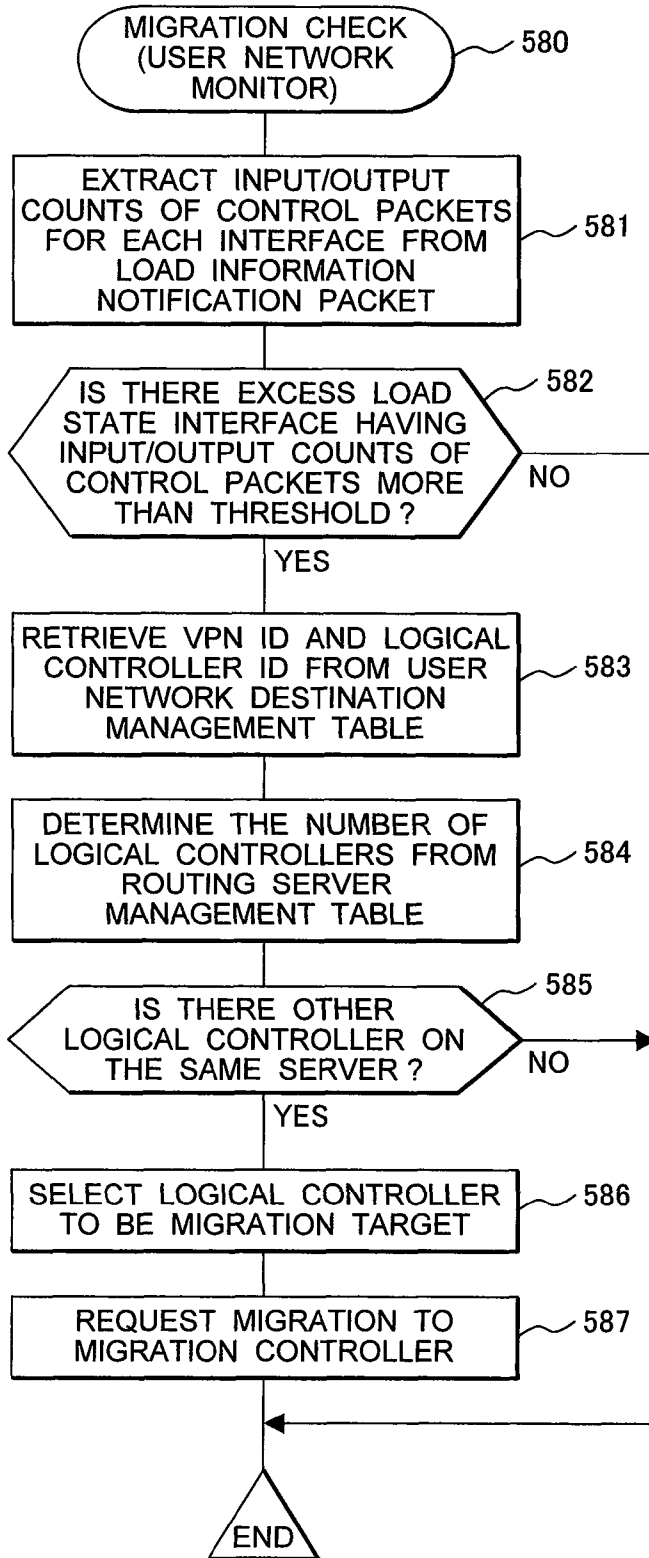 MIGRATION CHECK
(USER NETWORK
MONITOR)
580
EXTRACT INPUT/OUTPUT
COUNTS OF CONTROL PACKETS
FOR EACH INTERFACE FROM
LOAD INFORMATION
NOTIFICATION PACKET
581
IS THERE EXCESS LOAD
STATE INTERFACE HAVING
INPUT/OUTPUT COUNTS OF
CONTROL PACKETS MORE
THAN THRESHOLD ?
582
NO
YES
RETRIEVE VPN ID AND LOGICAL
CONTROLLER ID FROM USER
NETWORK DESTINATION
MANAGEMENT TABLE
583
DETERMINE THE NUMBER OF
LOGICAL CONTROLLERS FROM
ROUTING SERVER
MANAGEMENT TABLE
584
IS THERE OTHER
LOGICAL CONTROLLER ON
THE SAME SERVER ?
585
NO
YES
SELECT LOGICAL CONTROLLER
TO BE MIGRATION TARGET
586
REQUEST MIGRATION TO
MIGRATION CONTROLLER
587
END